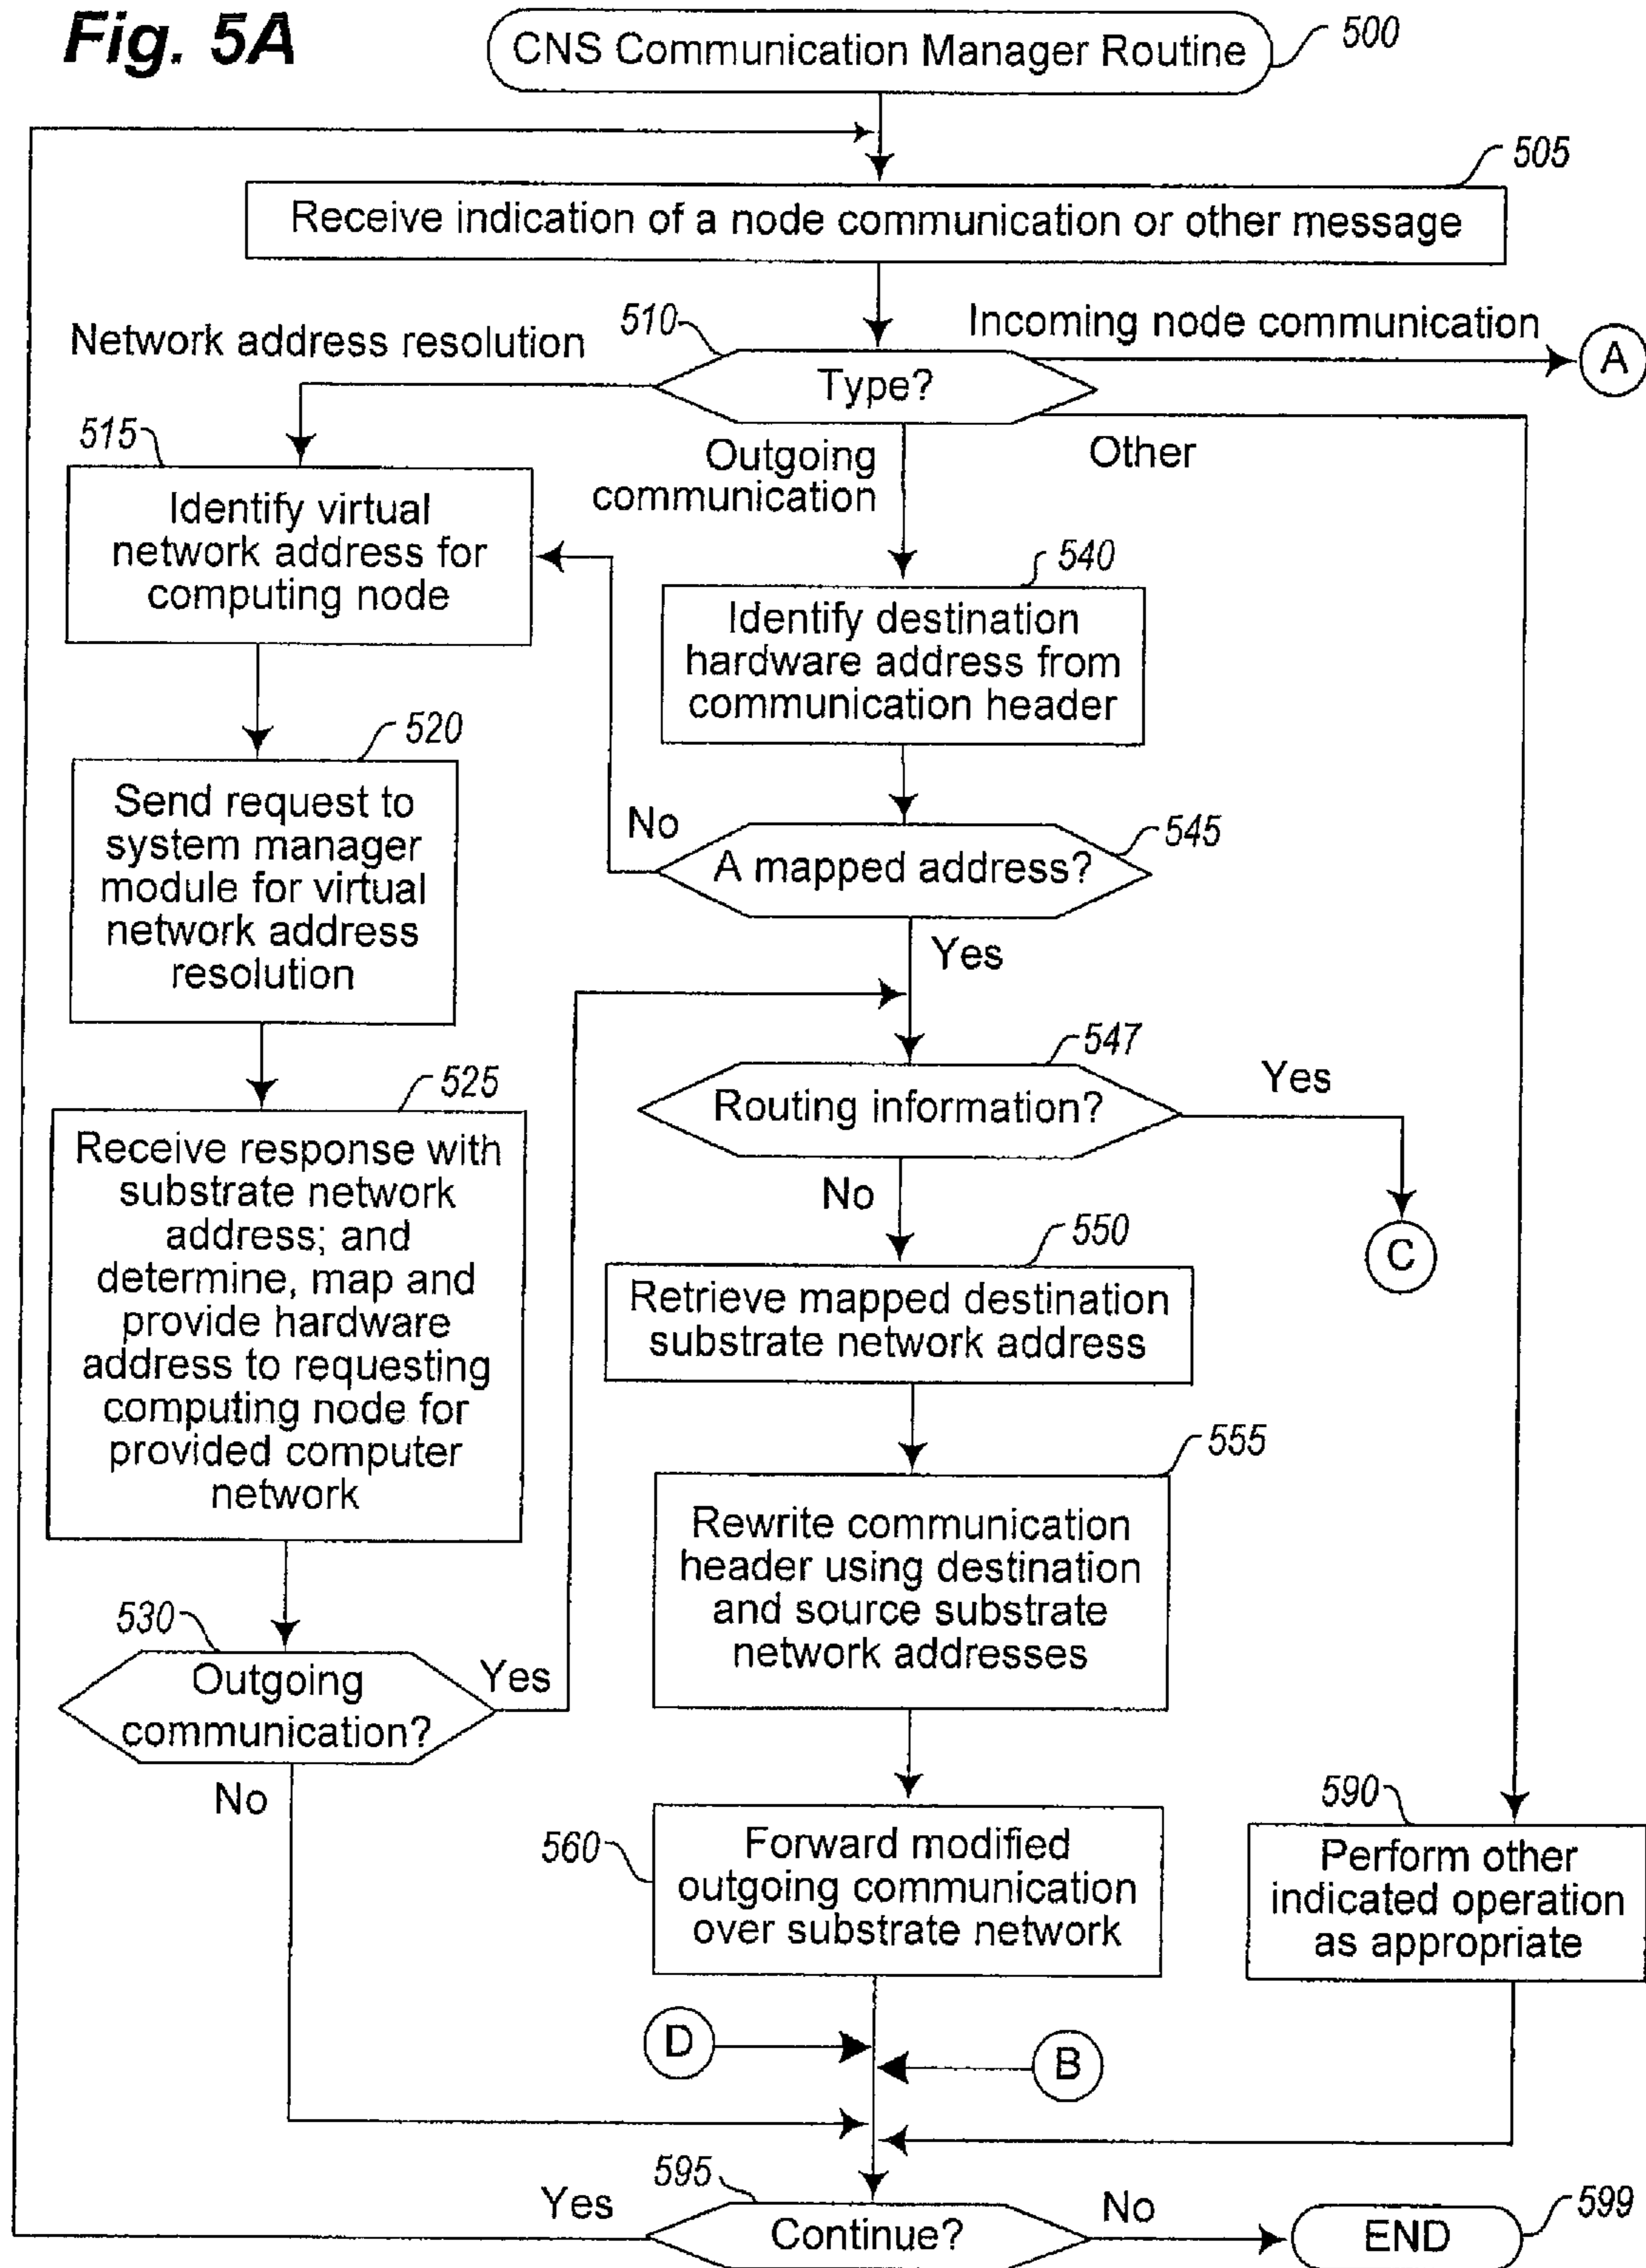 Fig. 5A
CNS Communication Manager Routine
500
505
Receive indication of a node communication or other message
510
Incoming node communication
Network address resolution
A
Type?
515
Outgoing
communication
Other
Identify virtual
network address for
computing node
540
Identify destination
hardware address from
communication header
520
Send request to
system manager
module for virtual
network address
resolution
No
545
A mapped address?
Yes
547
Routing information?
Yes
C
No
525
Receive response with
substrate network
address; and
determine, map and
provide hardware
address to requesting
computing node for
provided computer
network
550
Retrieve mapped destination
substrate network address
555
Rewrite communication
header using destination
and source substrate
network addresses
530
Outgoing
communication?
Yes
No
560
Forward modified
outgoing communication
over substrate network
590
Perform other
indicated operation
as appropriate
D
B
595
Yes
Continue?
No
END
599